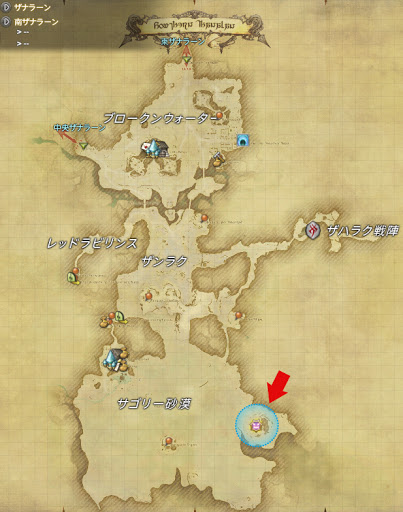 ザナラーン
南ザナラーン
> --
> --
東ザナラーン
ブロークンウォーター
中央ザナラーン
ザハラク戦陣
レッドラビリンス
ザンラク
サゴリー砂漠